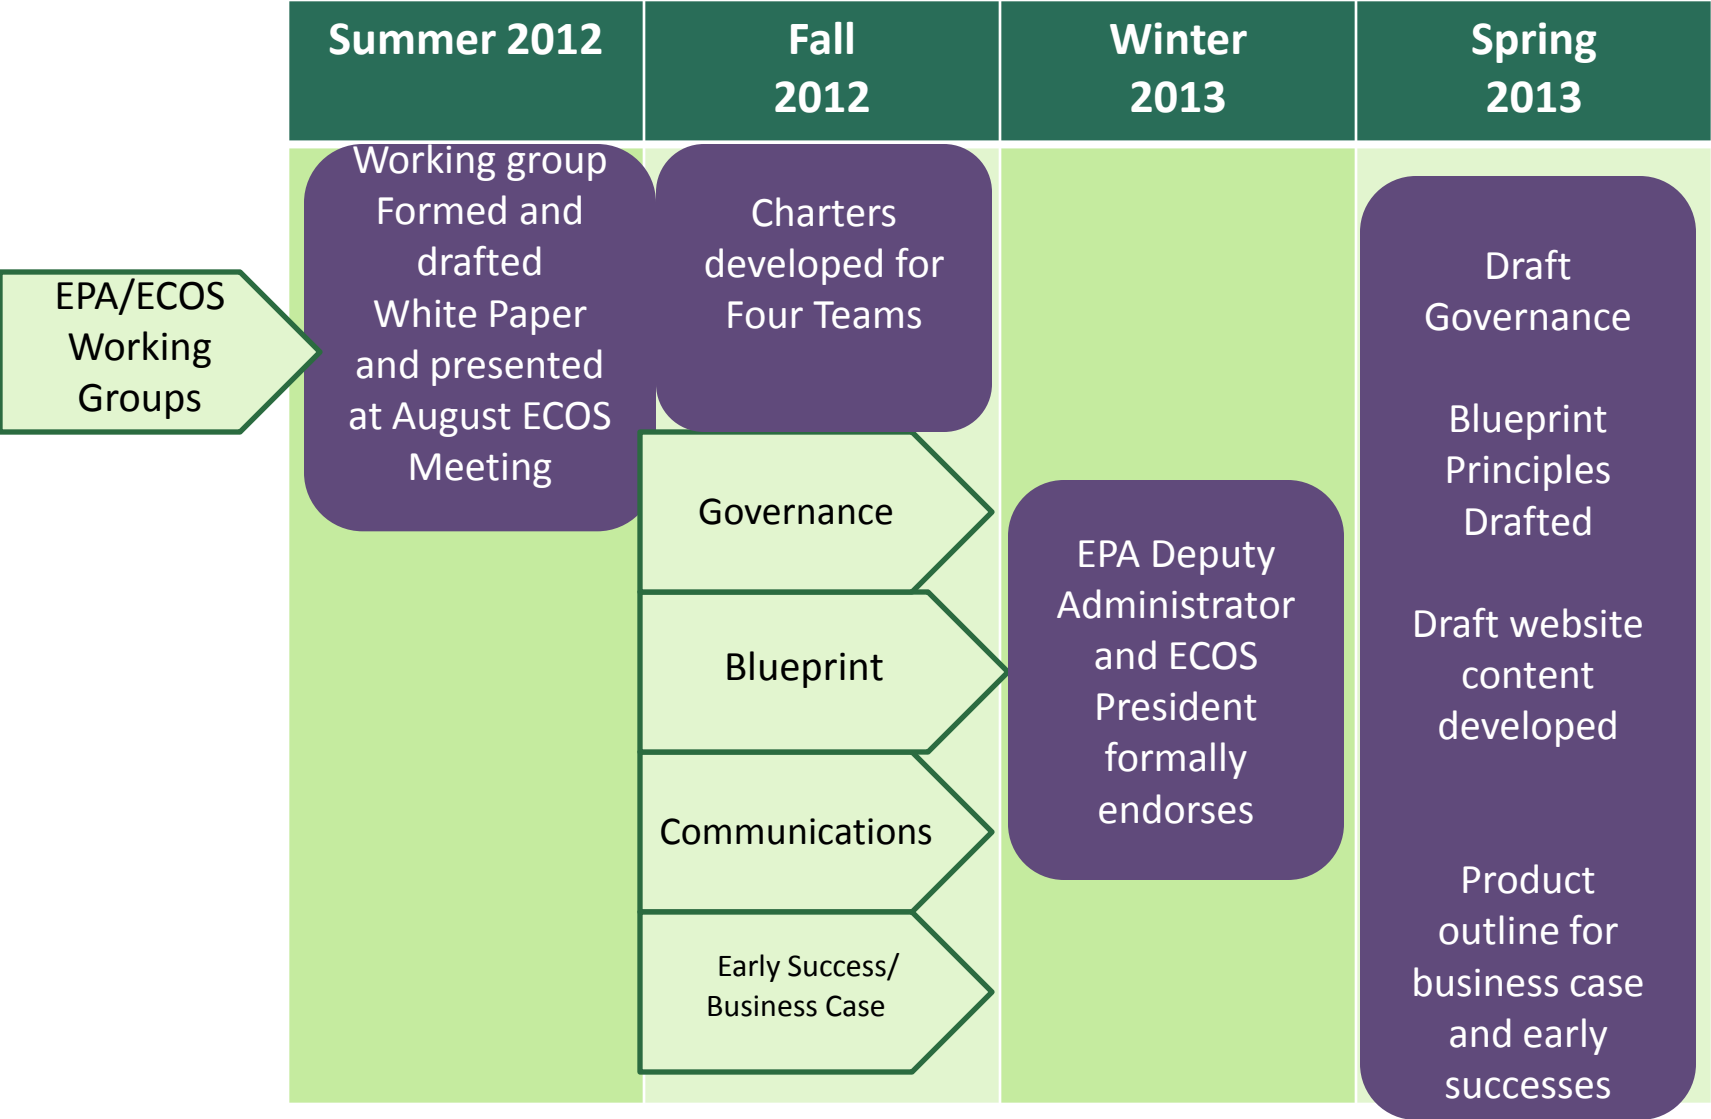 Summer 2012
Fall
2012
Winter
2013
Spring
2013
EPA/ECOS
Working
Groups
Working group
Formed and
drafted
White Paper
and presented
at August ECOS
Meeting
Charters
developed for
Four Teams
Governance
Blueprint
Communications
Early Success/
Business Case
EPA Deputy
Administrator
and ECOS
President
formally
endorses
Draft
Governance
Blueprint
Principles
Drafted
Draft website
content
developed
Product
outline for
business case
and early
successes